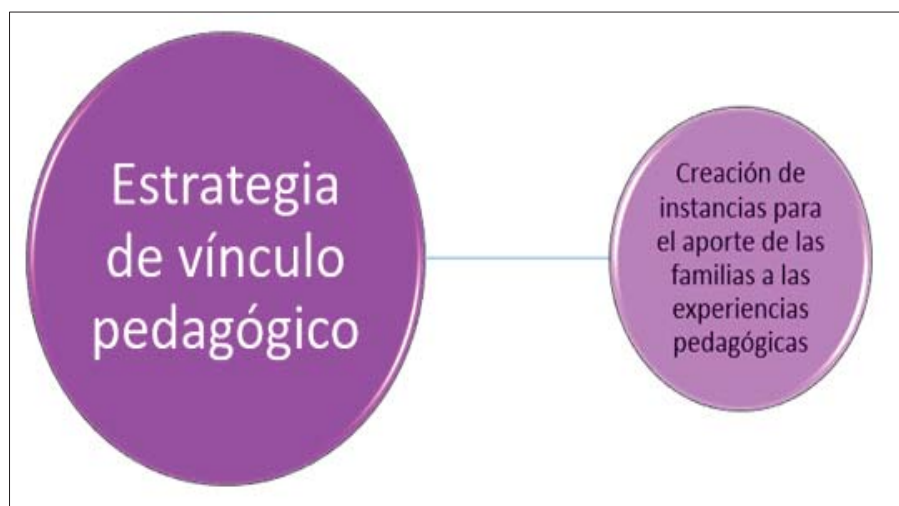 Estrategia
de vínculo
pedagógico
Creación de
instancias para
el aporte de las
familias a las
experiencias
pedagógicas